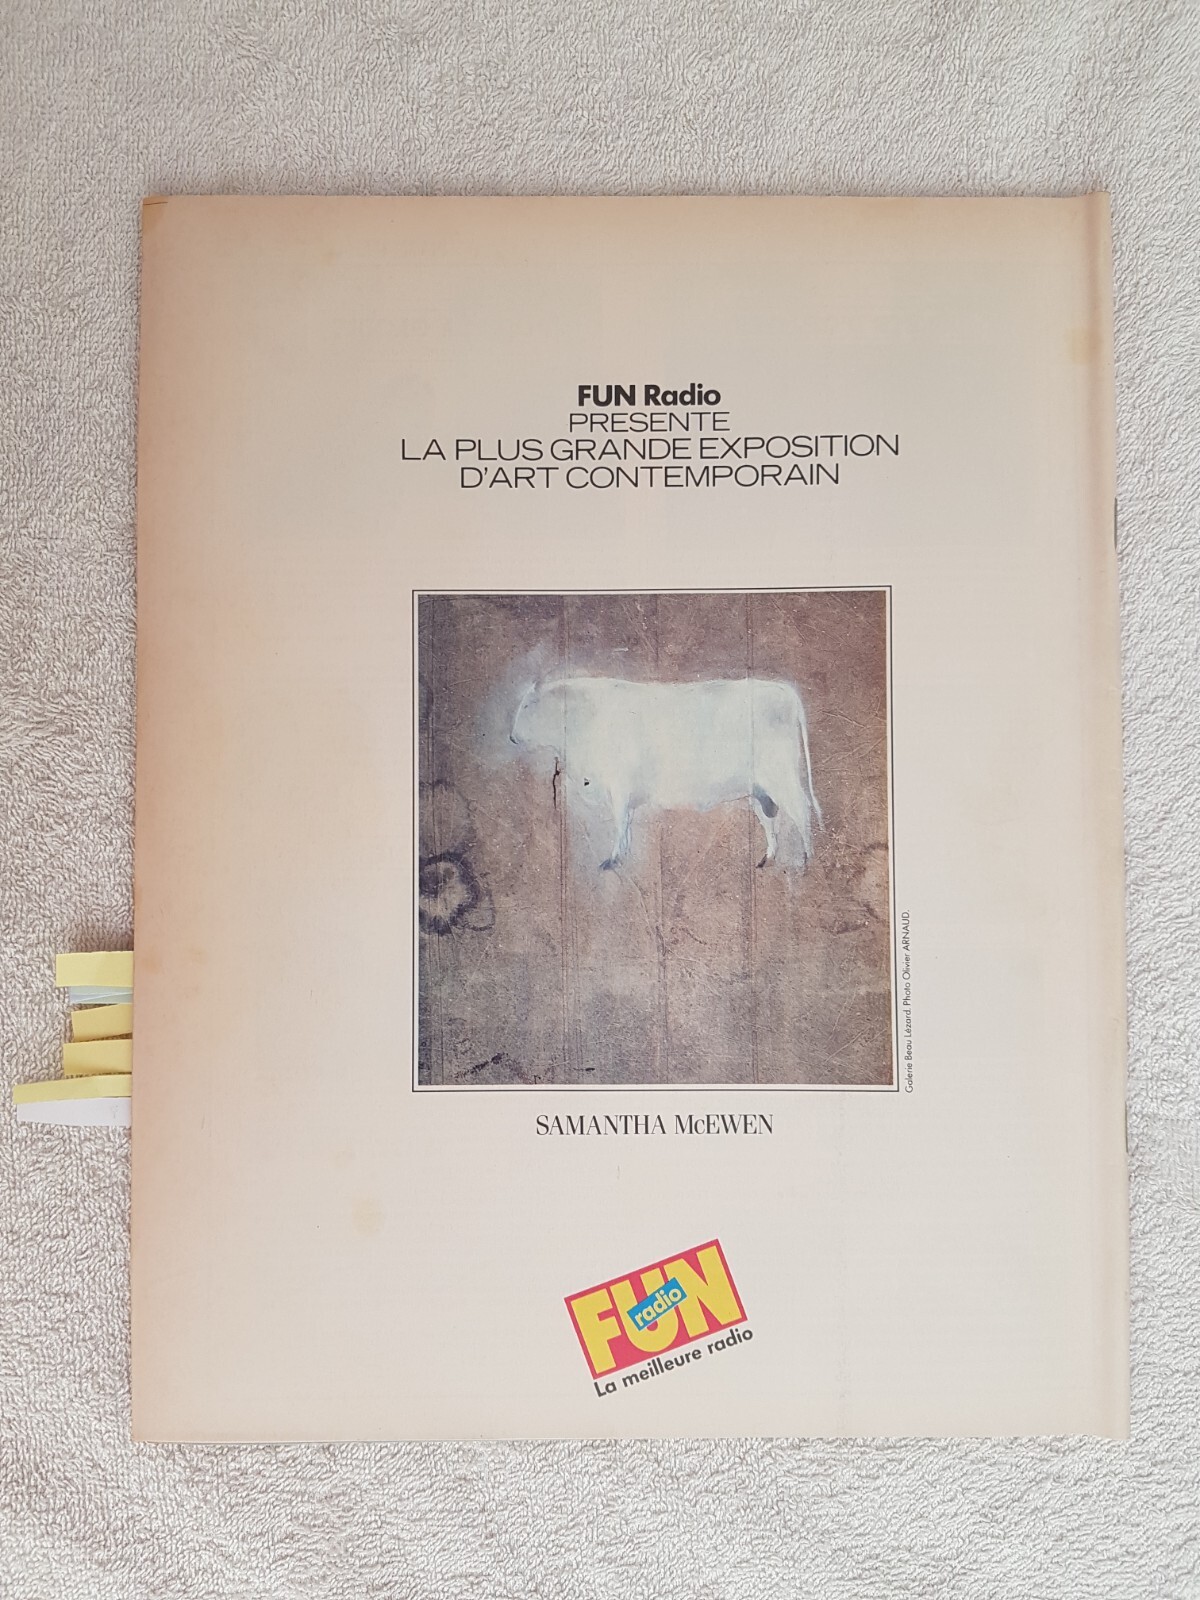 FUN Radio
PRESENTE
LA PLUS GRANDE EXPOSITION
D'ART CONTEMPORAIN
Galerie Beau Lézard. Photo Olivier ARNAUD.
SAMANTHA McEWEN
FUN
radio
La meilleure radio